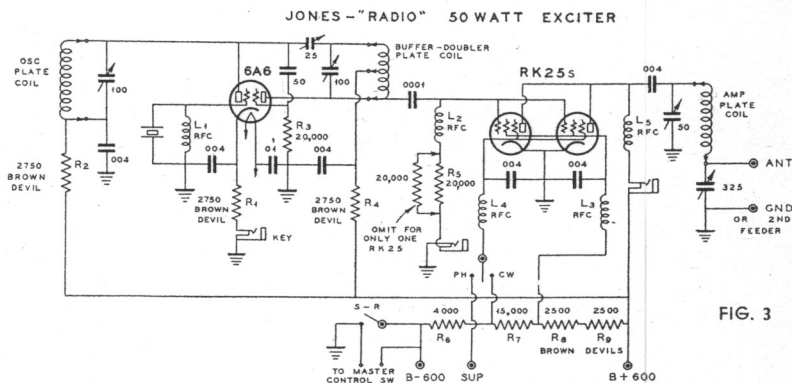 JONES-"RADIO" 50 WATT EXCITER
OSC
PLATE
COIL
100
004
2750
BROWN
DEVIL
R2
L1
RFC
004
6A6
25
50
100
BUFFER-DOUBLER
PLATE
COIL
R3
20,000
01
004
2750
BROWN
DEVIL
R1
KEY
2750
BROWN
DEVIL
R4
0001
L2
RFC
20,000
R5
20,000
OMIT FOR
ONLY ONE
RK 25
RK25s
004
004
L4
RFC
L3
RFC
L5
RFC
004
50
AMP
PLATE
COIL
ANT
325
GND
OR 2ND
FEEDER
PH
CW
S-R
4000
R6
15,000
R7
2500
R8
2500
R9
BROWN DEVILS
TO MASTER
CONTROL SW
B-600
SUP
B+600
FIG. 3